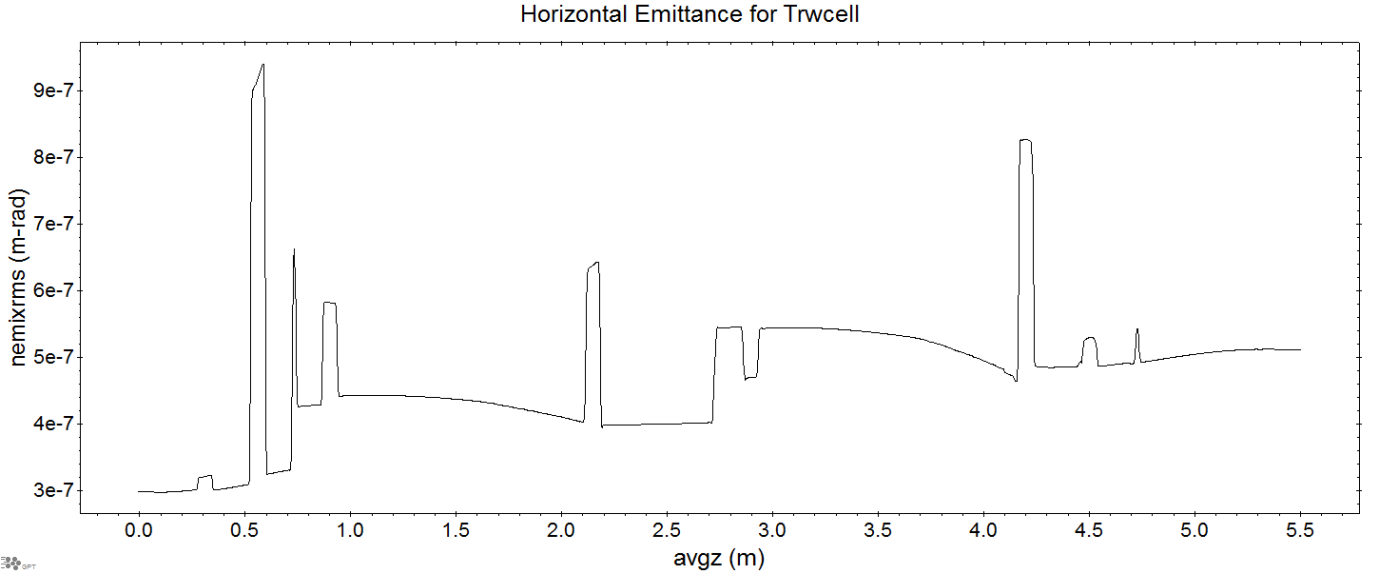 Horizontal Emittance for Trwcell
nemixrms (m-rad)
9e-7
8e-7
7e-7
6e-7
5e-7
4e-7
3e-7
0.0 0.5 1.0 1.5 2.0 2.5 3.0 3.5 4.0 4.5 5.0 5.5
avgz (m)
GPT